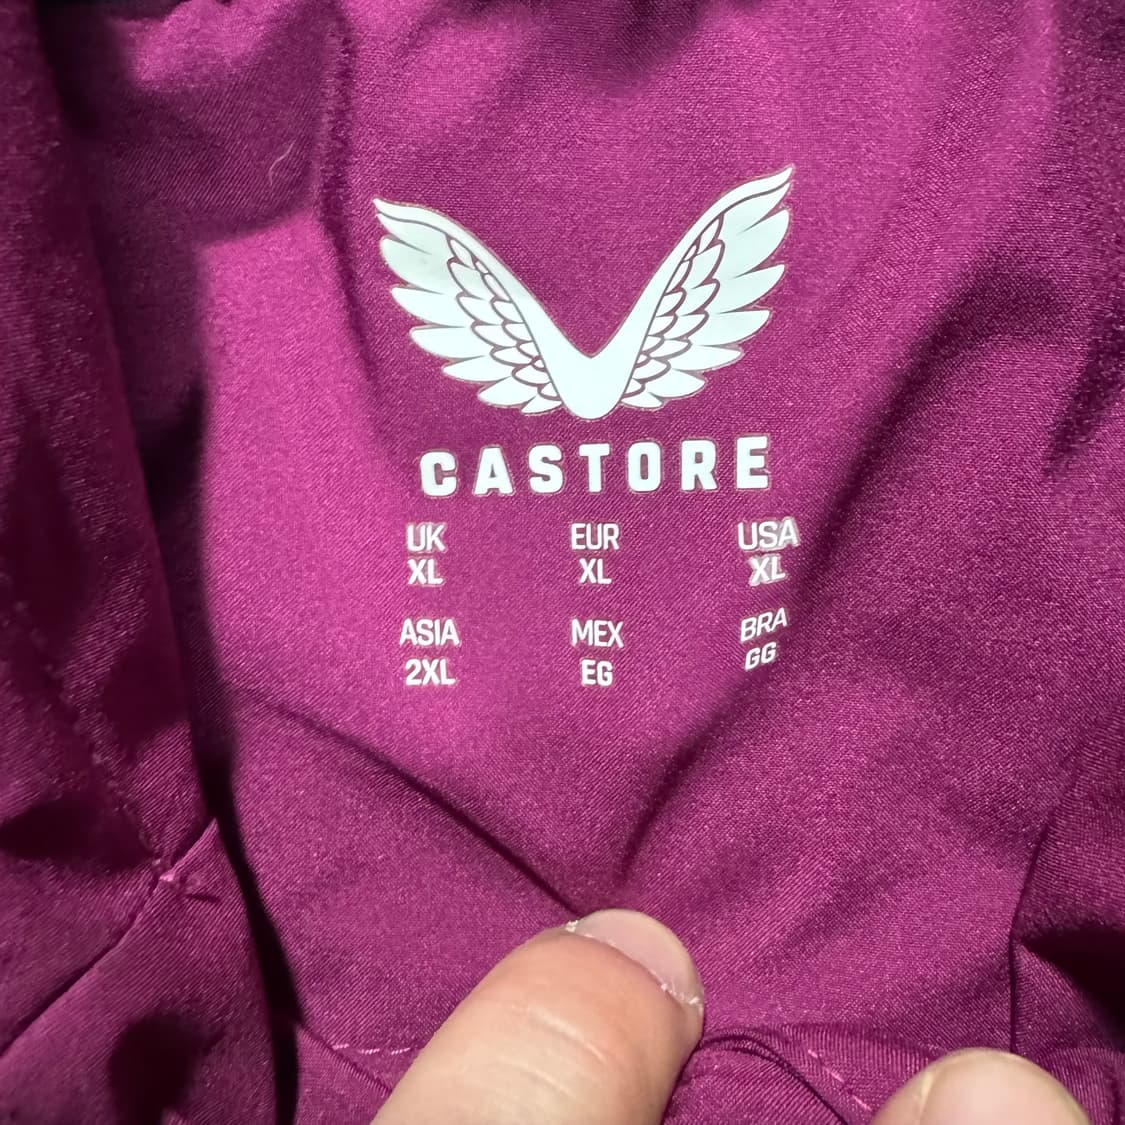 CASTORE
UK EUR USA
XL XL XL
ASIA MEX BRA
2XL EG GG